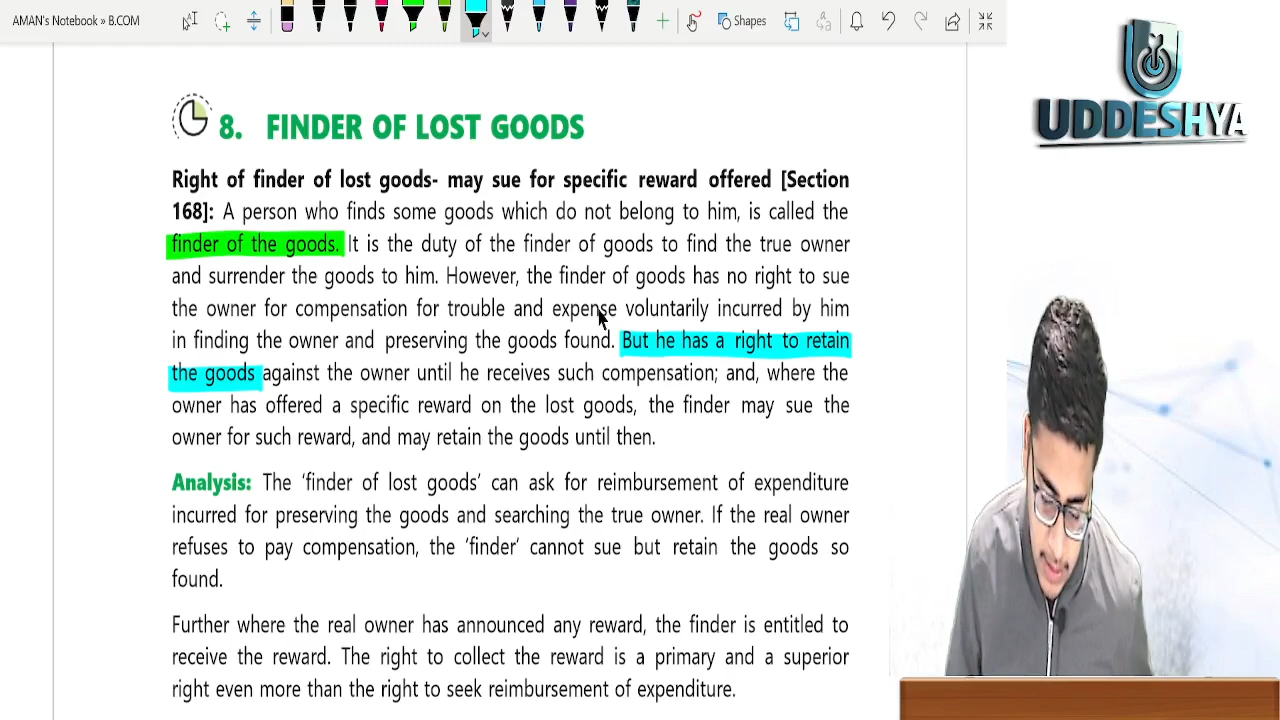 AMAN's Notebook » B.COM
Shapes
UDDESHYA
8. FINDER OF LOST GOODS
Right of finder of lost goods- may sue for specific reward offered [Section
168]: A person who finds some goods which do not belong to him, is called the
finder of the goods. It is the duty of the finder of goods to find the true owner
and surrender the goods to him. However, the finder of goods has no right to sue
the owner for compensation for trouble and expense voluntarily incurred by him
in finding the owner and preserving the goods found. But he has a right to retain
the goods against the owner until he receives such compensation; and, where the
owner has offered a specific reward on the lost goods, the finder may sue the
owner for such reward, and may retain the goods until then.
Analysis: The ‘finder of lost goods’ can ask for reimbursement of expenditure
incurred for preserving the goods and searching the true owner. If the real owner
refuses to pay compensation, the ‘finder’ cannot sue but retain the goods so
found.
Further where the real owner has announced any reward, the finder is entitled to
receive the reward. The right to collect the reward is a primary and a superior
right even more than the right to seek reimbursement of expenditure.